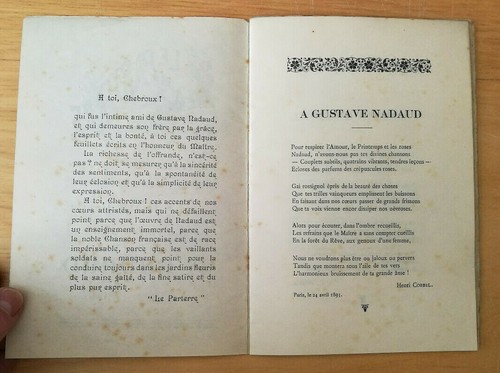 A toi, Chebroux !
qui fus l'intime ami de Gustave Nadaud,
et qui demeures son frère par la grâce,
l'esprit et la bonté, à toi ces quelques
feuillets écrits en l'honneur du Maître.
La richesse de l'offrande, n'est-ce
pas ? ne doit se mesurer qu'à la sincérité
des sentiments, qu'à la spontanéité de
leur éclosion et qu'à la simplicité de leur
expression.
A toi, Chebroux ! ces accents de nos
cœurs attristés, mais qui ne défaillent
point, parce que l'œuvre de Nadaud est
un enseignement immortel, parce que
la noble Chanson française est de race
impérissable, parce que les vaillants
soldats ne manquent point pour la
conduire toujours dans les jardins fleuris
de la saine gaîté, de la fine satire et du
plus pur esprit.
" Le Parterre "
A GUSTAVE NADAUD
Pour respirer l'Amour, le Printemps et les roses
Nadaud, n'avons-nous pas tes divines chansons
— Couplets subtils, quatrains vibrants, tendres leçons —
Ecloses des parfums des crépuscules roses.
Gai rossignol épris de la beauté des choses
Que tes trilles vainqueurs emplissent les buissons
En faisant dans nos cœurs passer de grands frissons
Que ta voix vienne encor dissiper nos névroses.
Alors pour écouter, dans l'ombre recueillis,
Les refrains que le Maître a su
En la forêt du Rêve, aux genoux d'une femme,
Nous ne voudrons plus être ou jaloux ou pervers
Tandis que montera sous l'aile de tes vers
L'harmonieux bruissement de ta grande âme !
Henri
Paris, le 24 avril 1893.